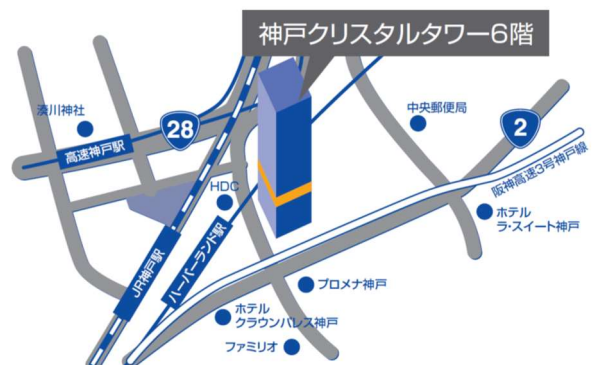 神戸クリスタルタワー6階
湊川神社
28
中央郵便局
2
高速神戸駅
阪神高速3号神戸線
HDC
ホテル
ラ・スイート神戸
ハーバーランド駅
JR神戸駅
プロメナ神戸
ホテル
クラウンパレス神戸
ファミリオ